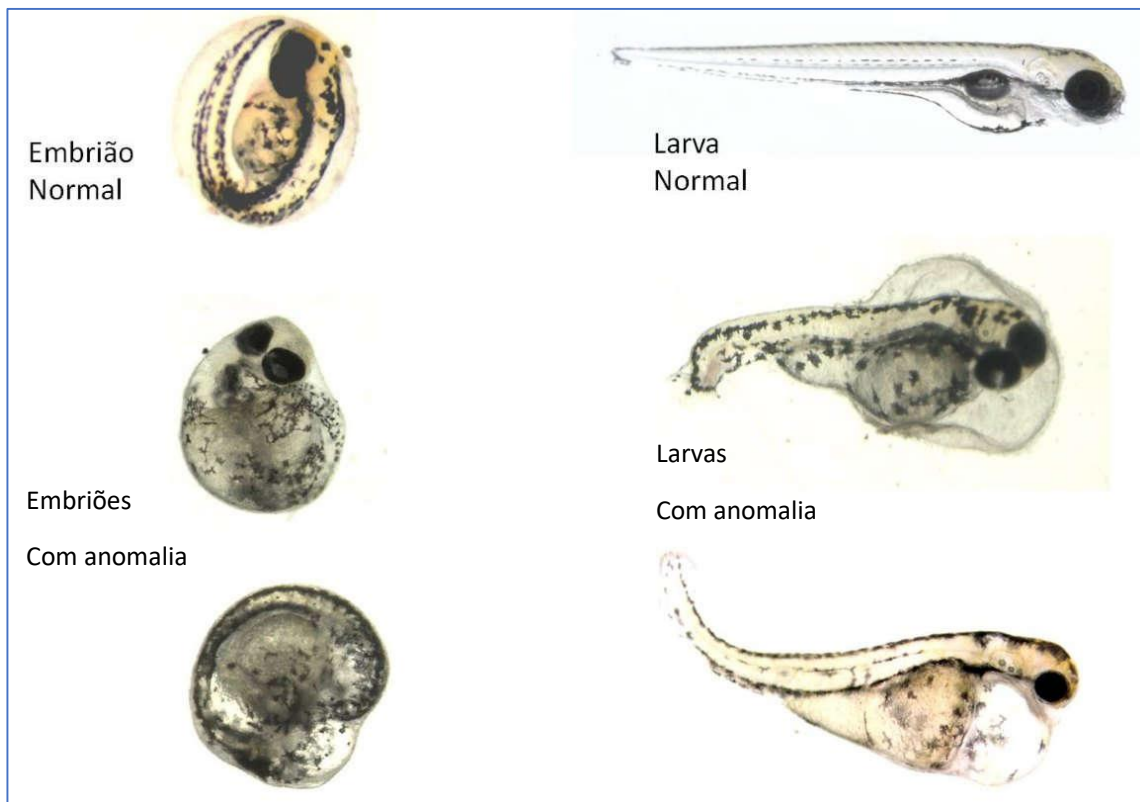 Embrião
Normal
Larva
Normal
Embriões
Com anomalia
Larvas
Com anomalia